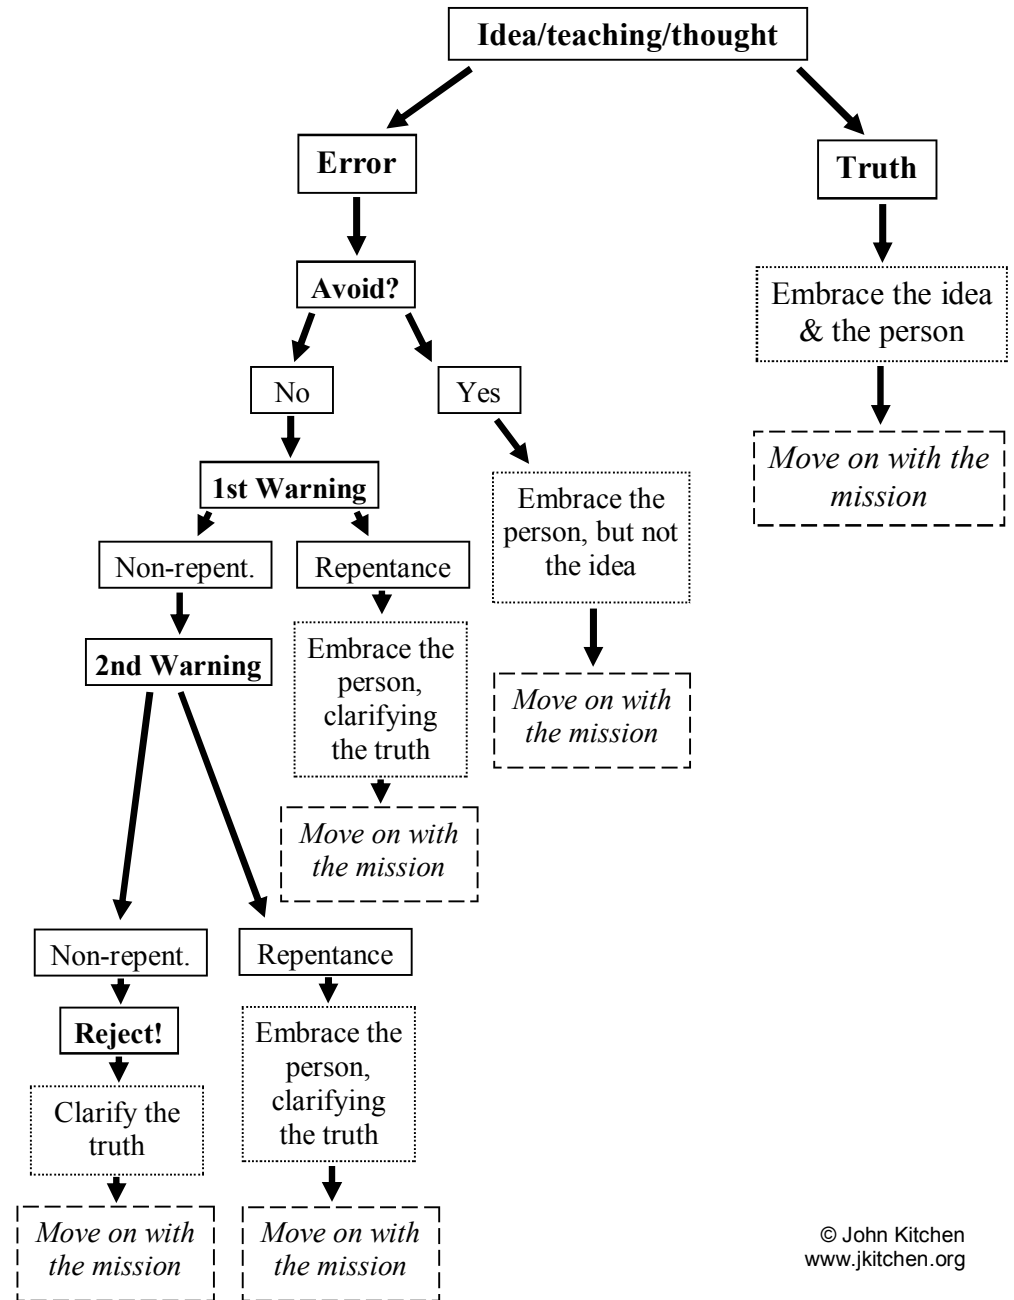 Idea/teaching/thought
Error
Truth
Avoid?
Embrace the idea
& the person
No
Yes
Move on with the
mission
1st Warning
Embrace the
person, but not
the idea
Non-repent.
Repentance
2nd Warning
Embrace the
person,
clarifying
the truth
Move on with
the mission
Move on with
the mission
Non-repent.
Repentance
Reject!
Embrace the
person,
clarifying
the truth
Clarify the
truth
Move on with
the mission
Move on with
the mission
© John Kitchen
www.jkitchen.org